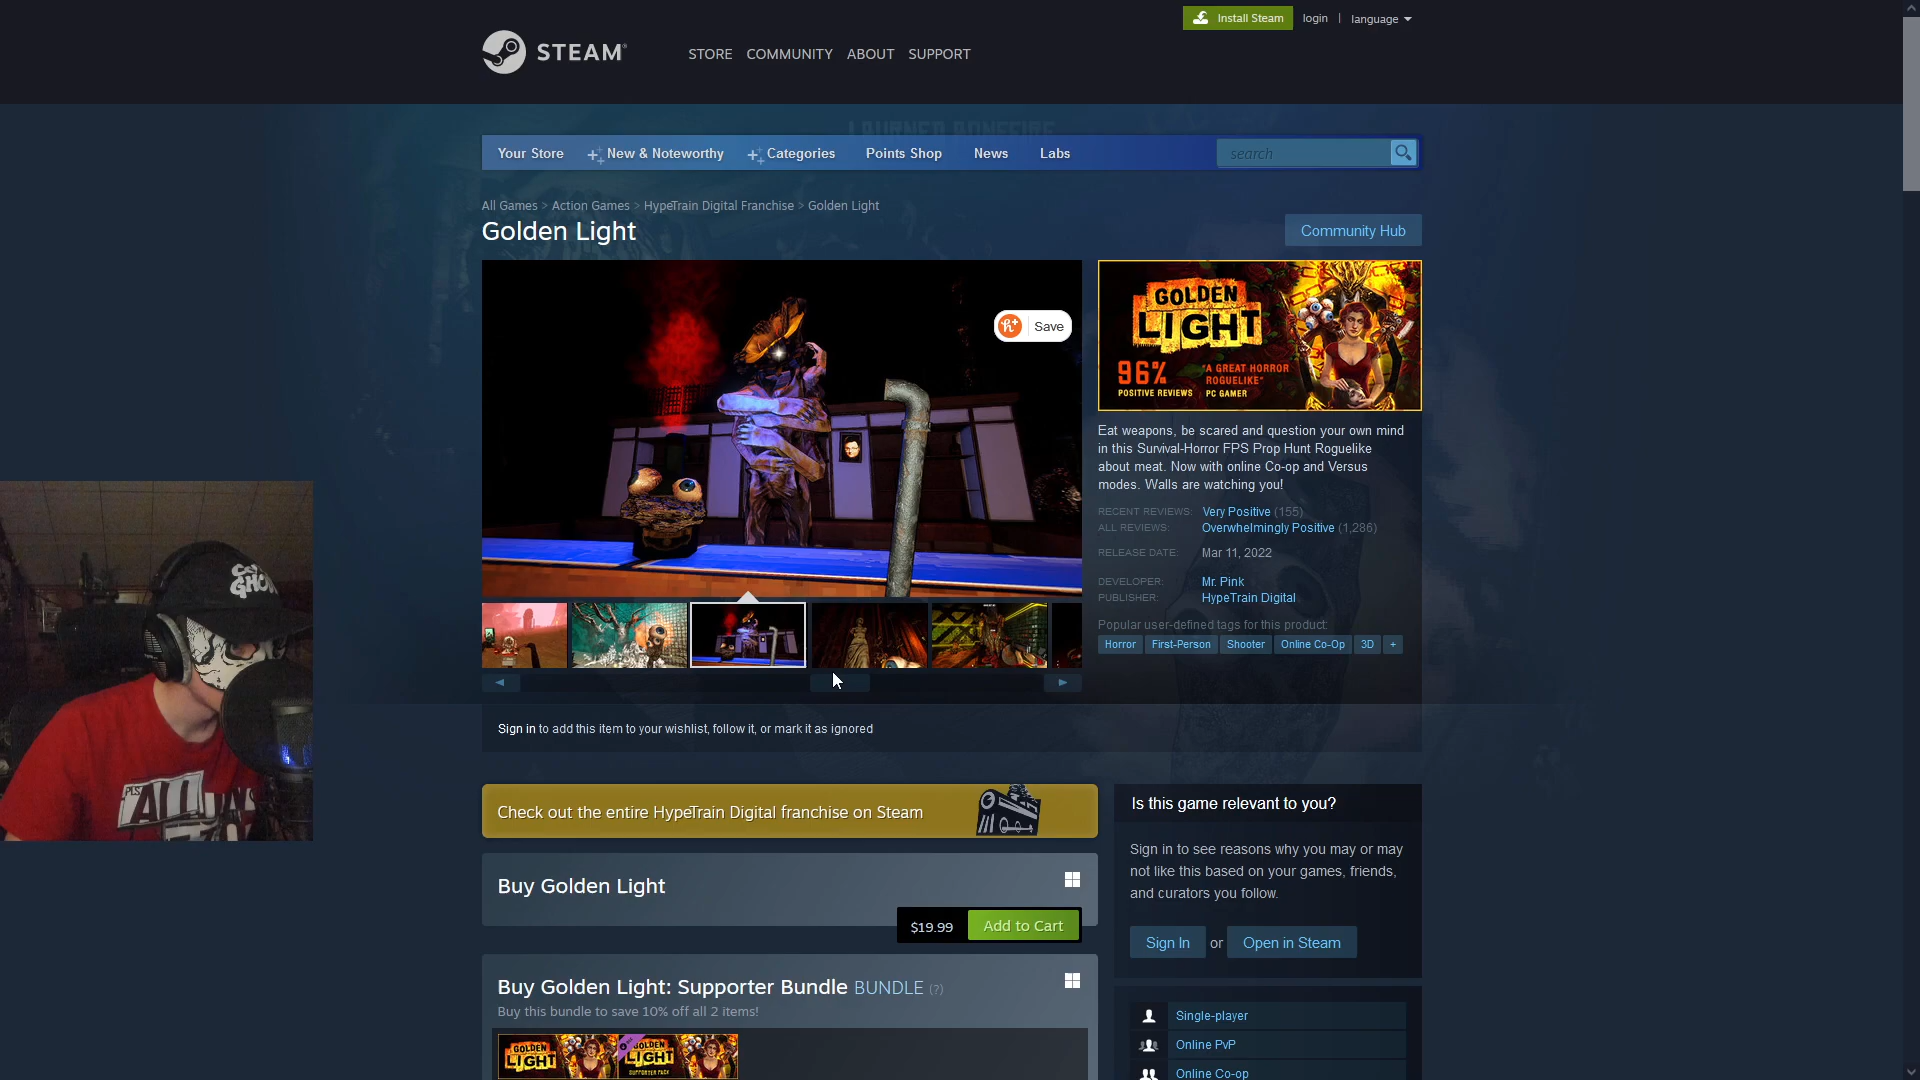 Install Steam
login
|
language
STEAM®
STORE
COMMUNITY
ABOUT
SUPPORT
I BURNED BONFIRE
Your Store
New & Noteworthy
Categories
Points Shop
News
Labs
search
All Games > Action Games > HypeTrain Digital Franchise > Golden Light
Golden Light
Community Hub
Save
GOLDEN
LIGHT
96%
POSITIVE REVIEWS
"A GREAT HORROR
ROGUELIKE"
PC GAMER
Eat weapons, be scared and question your own mind
in this Survival-Horror FPS Prop Hunt Roguelike
about meat. Now with online Co-op and Versus
modes. Walls are watching you!
RECENT REVIEWS: Very Positive (155)
ALL REVIEWS: Overwhelmingly Positive (1,286)
RELEASE DATE: Mar 11, 2022
DEVELOPER: Mr. Pink
PUBLISHER: HypeTrain Digital
Popular user-defined tags for this product:
Horror
First-Person
Shooter
Online Co-Op
3D
+
Sign in to add this item to your wishlist, follow it, or mark it as ignored
Check out the entire HypeTrain Digital franchise on Steam
Buy Golden Light
$19.99
Add to Cart
Buy Golden Light: Supporter Bundle BUNDLE (?)
Buy this bundle to save 10% off all 2 items!
GOLDEN
LIGHT
GOLDEN
LIGHT
SUPPORTER PACK
Is this game relevant to you?
Sign in to see reasons why you may or may
not like this based on your games, friends,
and curators you follow.
Sign In
or
Open in Steam
Single-player
Online PvP
Online Co-op